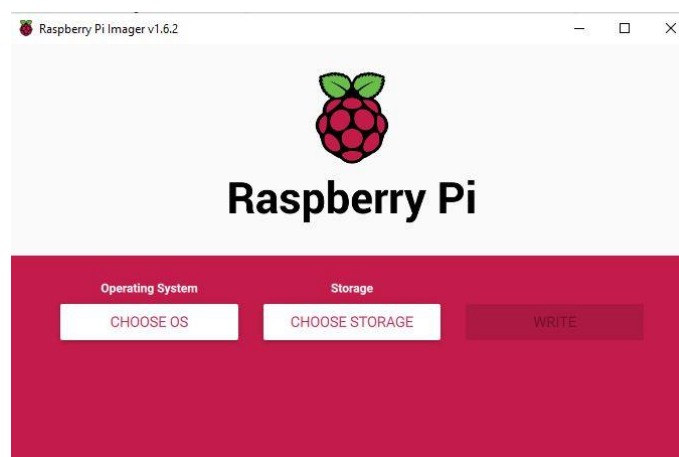 Raspberry Pi Imager v1.6.2
Raspberry Pi
Operating System
Storage
CHOOSE OS
CHOOSE STORAGE
WRITE